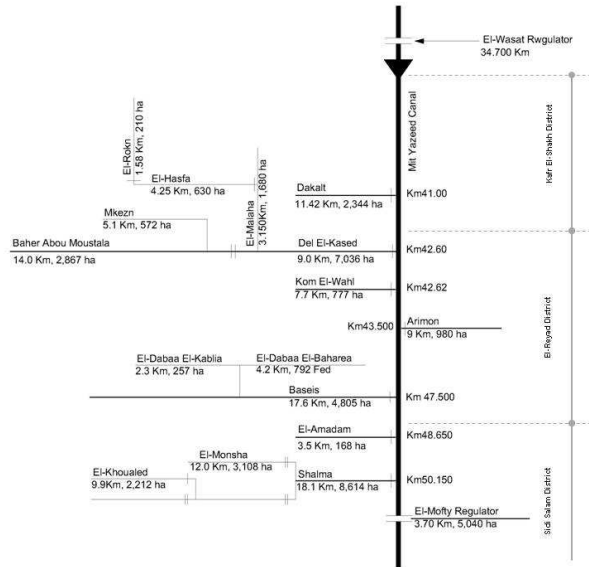 El-Wasat Rwgulator
34.700 Km
Mit Yazeed Canal
Kafr El-Shakh District
El-Rokn
1.58 Km, 210 ha
El-Hasfa
4.25 Km, 630 ha
El-Malaha
3.150Km, 1,680 ha
Dakalt
11.42 Km, 2,344 ha
Km41.00
Mkezn
5.1 Km, 572 ha
Baher Abou Moustala
14.0 Km, 2,867 ha
Del El-Kased
9.0 Km, 7,036 ha
Km42.60
Kom El-Wahl
7.7 Km, 777 ha
Km42.62
Km43.500
Arimon
9 Km, 980 ha
El-Reyad District
El-Dabaa El-Kablia
2.3 Km, 257 ha
El-Dabaa El-Baharea
4.2 Km, 792 Fed
Baseis
17.6 Km, 4,805 ha
Km 47.500
El-Amadam
3.5 Km, 168 ha
Km48.650
El-Monsha
12.0 Km, 3,108 ha
El-Khoualed
9.9Km, 2,212 ha
Shalma
18.1 Km, 8,614 ha
Km50.150
El-Mofty Regulator
3.70 Km, 5,040 ha
Sidi Salam District